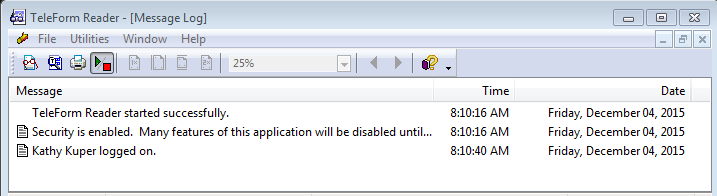 TeleForm Reader - [Message Log]
File Utilities Window Help
25%
Message Time Date
TeleForm Reader started successfully. 8:10:16 AM Friday, December 04, 2015
Security is enabled. Many features of this application will be disabled until... 8:10:16 AM Friday, December 04, 2015
Kathy Kuper logged on. 8:10:40 AM Friday, December 04, 2015